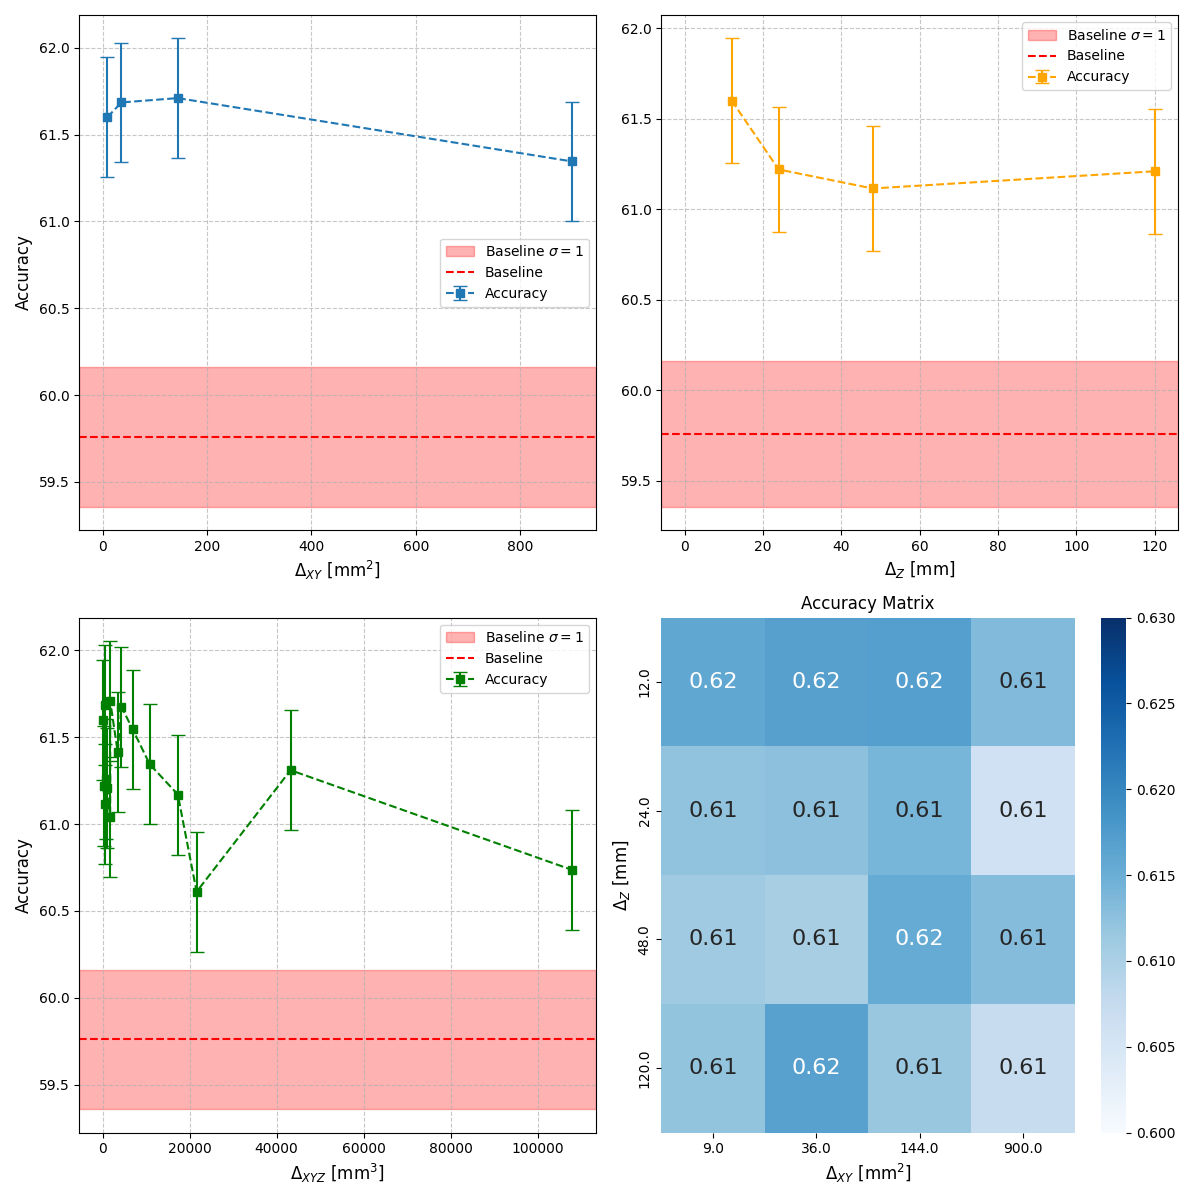 62.0
61.5
61.0
60.5
60.0
59.5
Accuracy
Baseline σ = 1
Baseline
Accuracy
0 200 400 600 800
Δ_XY [mm²]
62.0
61.5
61.0
60.5
60.0
59.5
Baseline σ = 1
Baseline
Accuracy
0 20 40 60 80 100 120
Δ_Z [mm]
62.0
61.5
61.0
60.5
60.0
59.5
Accuracy
Baseline σ = 1
Baseline
Accuracy
0 20000 40000 60000 80000 100000
Δ_XYZ [mm³]
Accuracy Matrix
Δ_Z [mm]
12.0
0.62 0.62 0.62 0.61
24.0
0.61 0.61 0.61 0.61
48.0
0.61 0.61 0.62 0.61
120.0
0.61 0.62 0.61 0.61
9.0 36.0 144.0 900.0
Δ_XY [mm²]
0.630
0.625
0.620
0.615
0.610
0.605
0.600